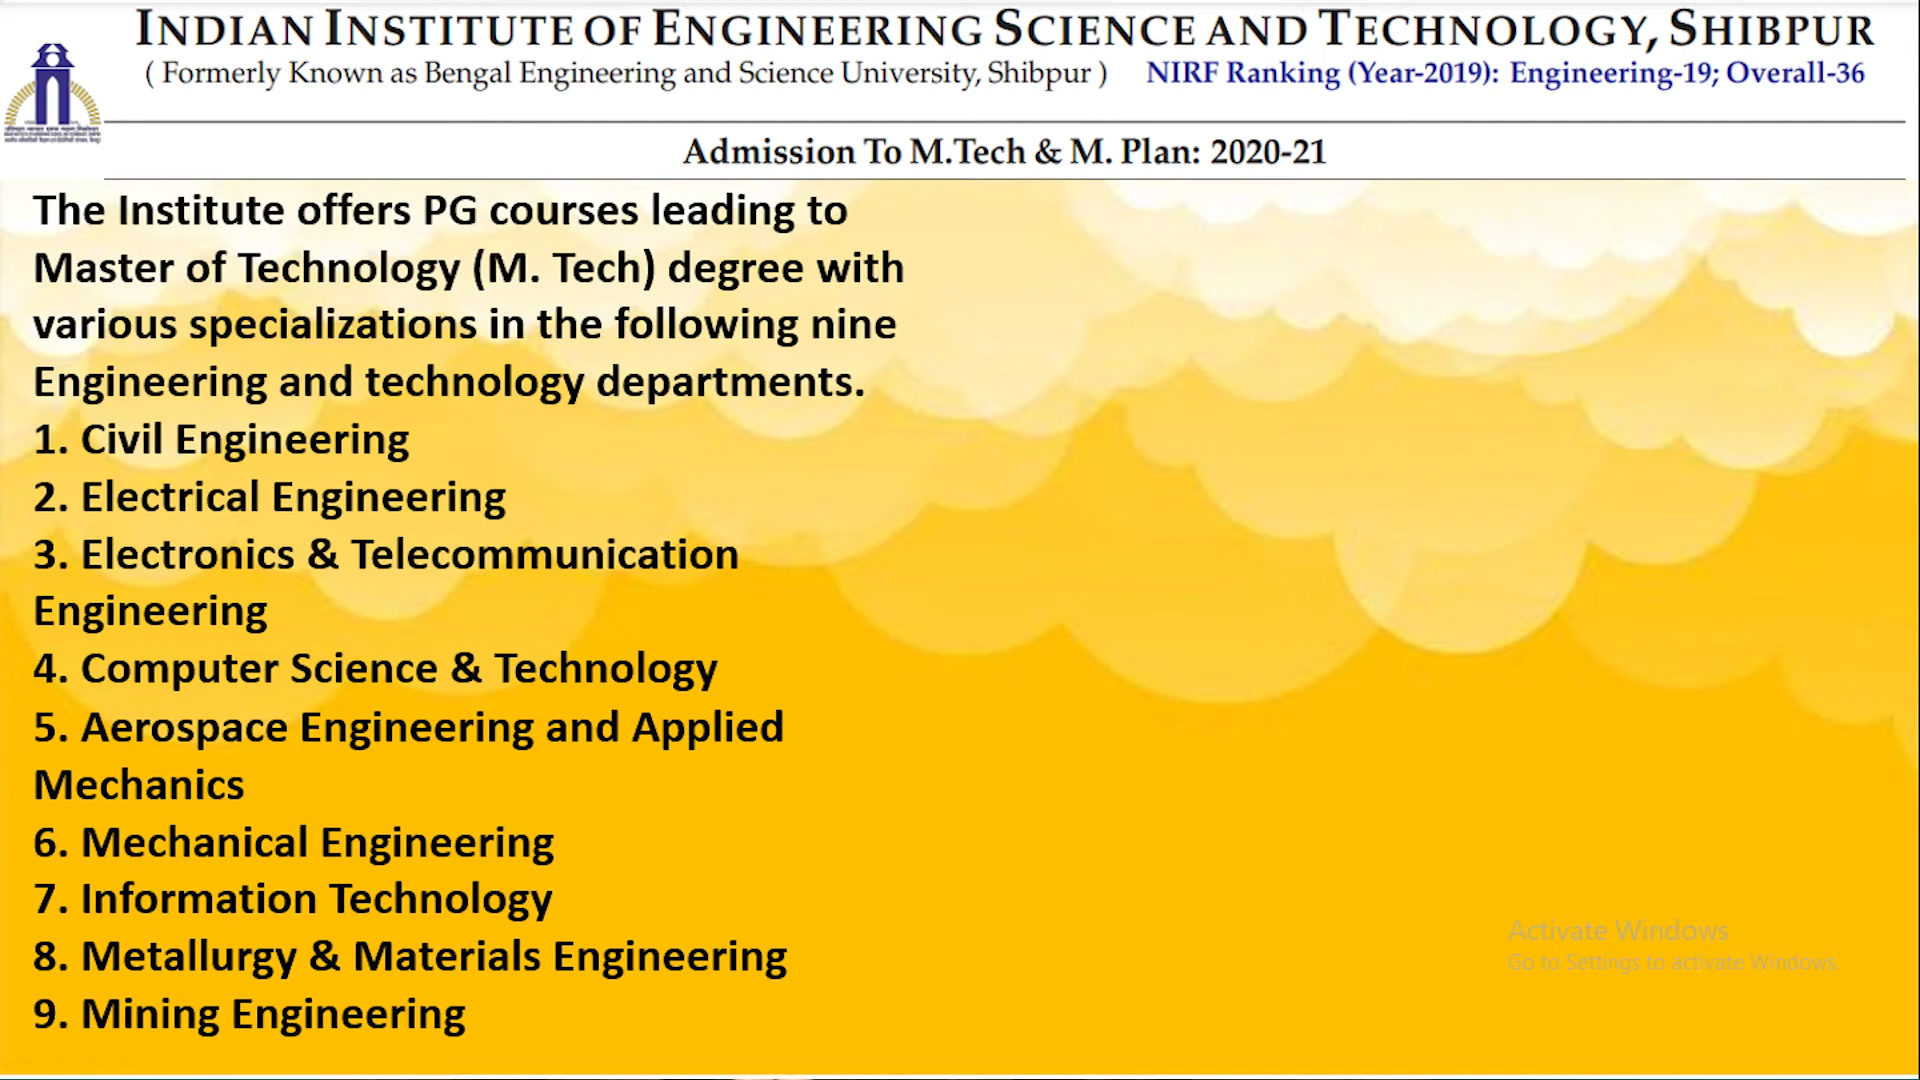 INDIAN INSTITUTE OF ENGINEERING SCIENCE AND TECHNOLOGY, SHIBPUR
( Formerly Known as Bengal Engineering and Science University, Shibpur ) NIRF Ranking (Year-2019): Engineering-19; Overall-36
Admission To M.Tech & M. Plan: 2020-21
The Institute offers PG courses leading to
Master of Technology (M. Tech) degree with
various specializations in the following nine
Engineering and technology departments.
1. Civil Engineering
2. Electrical Engineering
3. Electronics & Telecommunication
Engineering
4. Computer Science & Technology
5. Aerospace Engineering and Applied
Mechanics
6. Mechanical Engineering
7. Information Technology
8. Metallurgy & Materials Engineering
9. Mining Engineering
Activate Windows
Go to Settings to activate Windows.